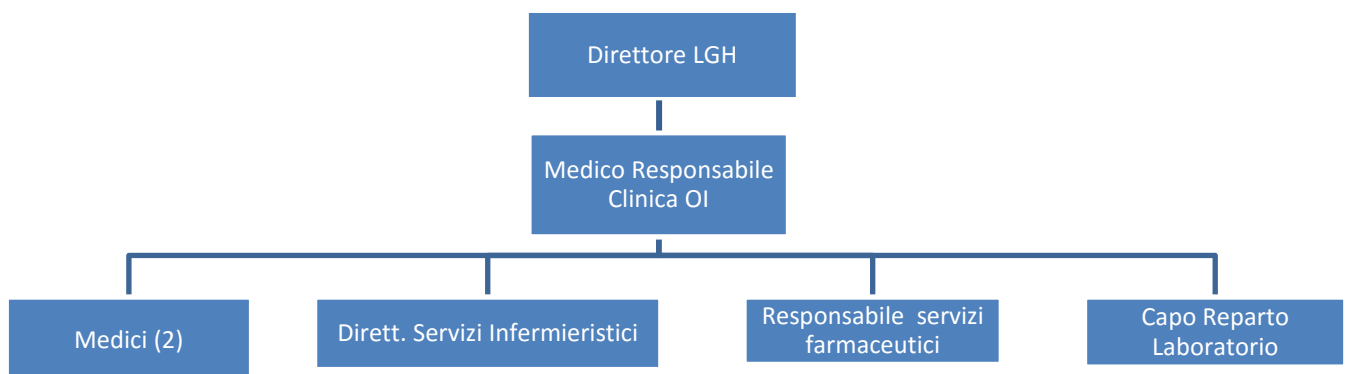 Direttore LGH
Medico Responsabile
Clinica OI
Medici (2)
Dirett. Servizi Infermieristici
Responsabile servizi
farmaceutici
Capo Reparto
Laboratorio